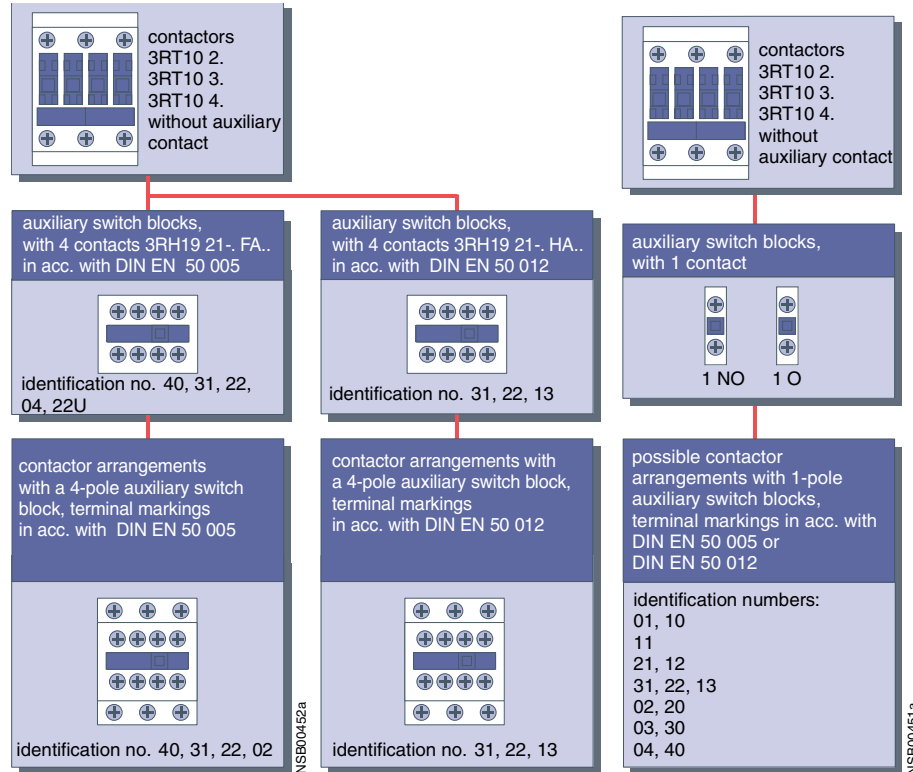 contactors
3RT10 2.
3RT10 3.
3RT10 4.
without auxiliary
contact
auxiliary switch blocks,
with 4 contacts 3RH19 21-. FA..
in acc. with DIN EN 50 005
identification no. 40, 31, 22,
04, 22U
contactor arrangements
with a 4-pole auxiliary switch
block, terminal markings
in acc. with DIN EN 50 005
identification no. 40, 31, 22, 02
auxiliary switch blocks,
with 4 contacts 3RH19 21-. HA..
in acc. with DIN EN 50 012
identification no. 31, 22, 13
contactor arrangements with
a 4-pole auxiliary switch block,
terminal markings
in acc. with DIN EN 50 012
identification no. 31, 22, 13
NSB00452a
contactors
3RT10 2.
3RT10 3.
3RT10 4.
without
auxiliary contact
auxiliary switch blocks,
with 1 contact
1 NO 1 O
possible contactor
arrangements with 1-pole
auxiliary switch blocks,
terminal markings in acc. with
DIN EN 50 005 or
DIN EN 50 012
identification numbers:
01, 10
11
21, 12
31, 22, 13
02, 20
03, 30
04, 40
NSB00451a